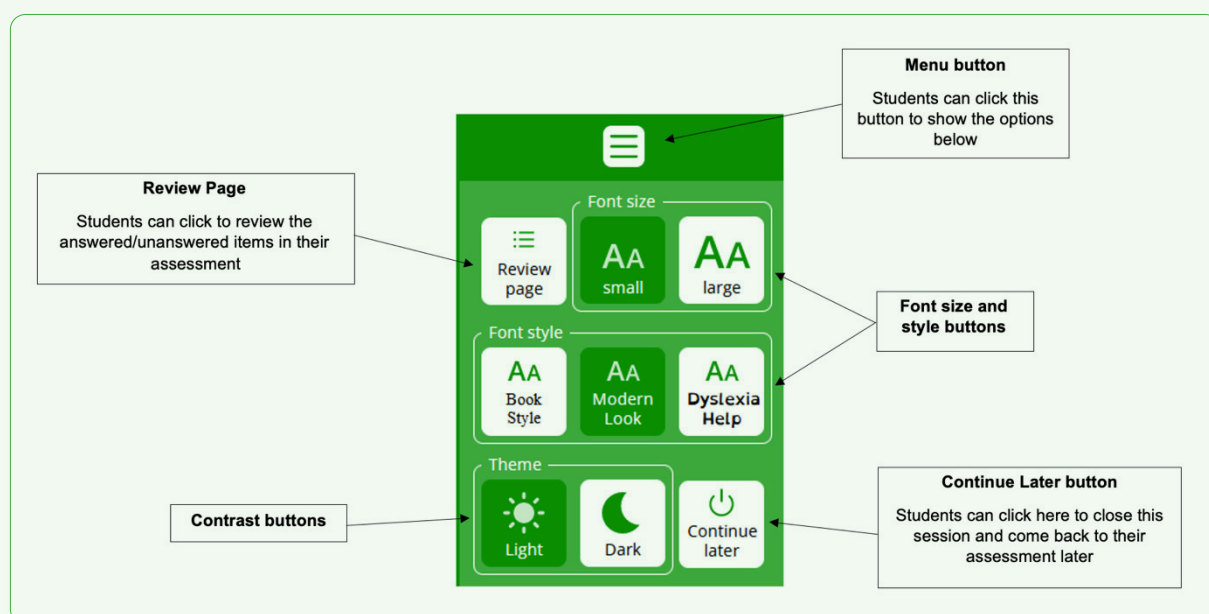 Menu button
Students can click this
button to show the options
below
Review Page
Students can click to review the
answered/unanswered items in their
assessment
Font size
Review
page
AA
small
AA
large
Font size and
style buttons
Font style
AA
Book
Style
AA
Modern
Look
AA
Dyslexia
Help
Theme
Light
Dark
Continue
later
Contrast buttons
Continue Later button
Students can click here to close this
session and come back to their
assessment later